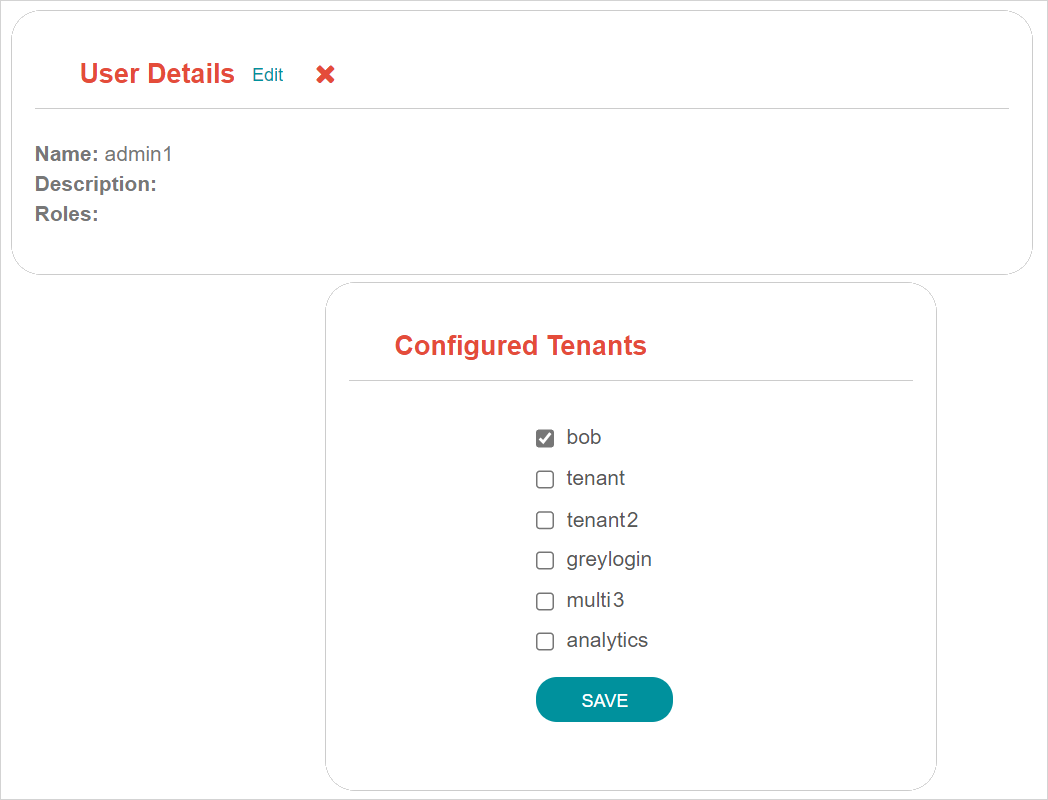 User Details Edit
Name: admin1
Description:
Roles:
Configured Tenants
bob
tenant
tenant2
greylogin
multi3
analytics
SAVE